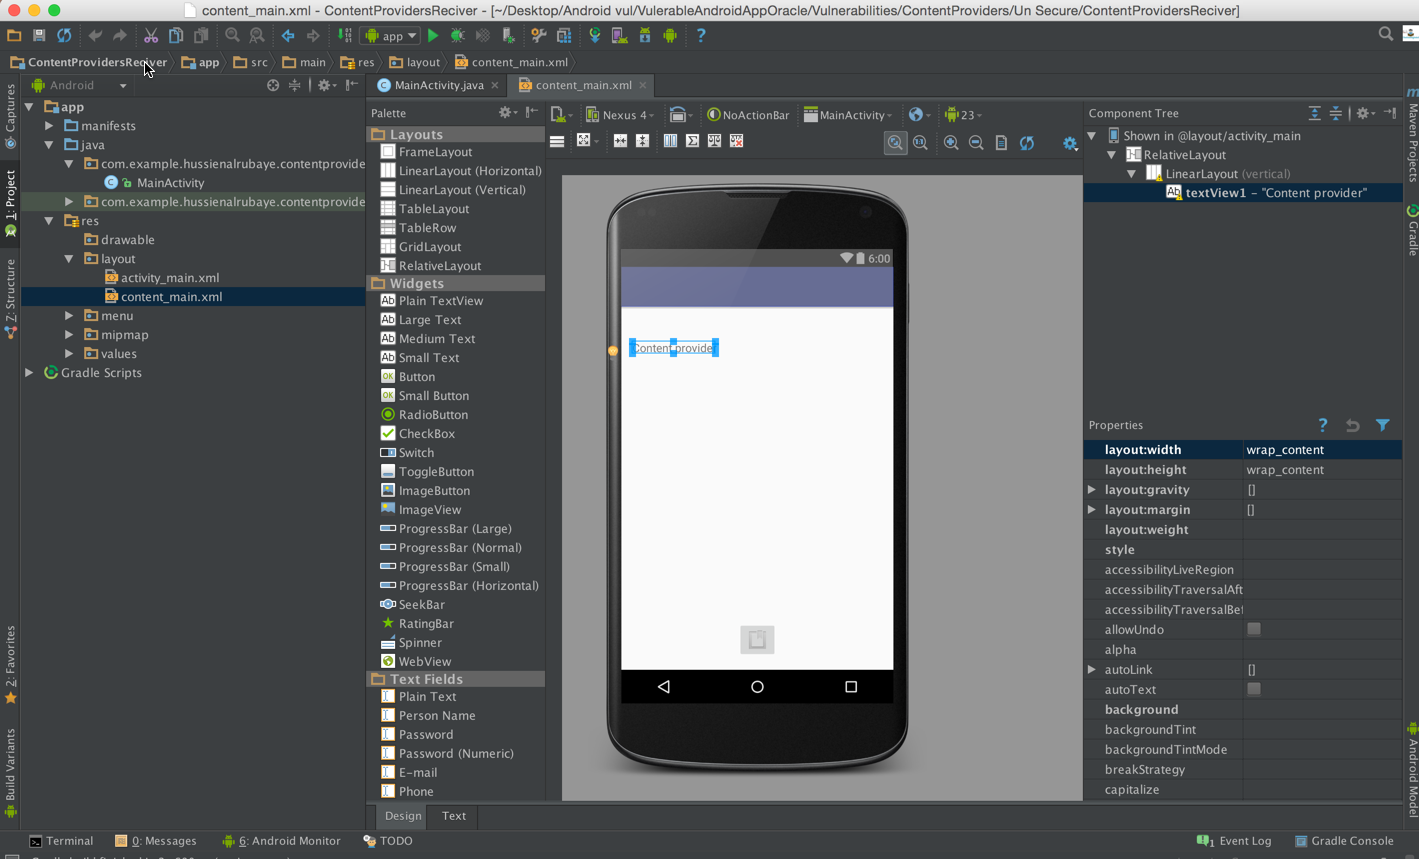 content_main.xml - ContentProvidersReciver - [~/Desktop/Android vul/VulerableAndroidAppOracle/Vulnerabilities/ContentProviders/Un Secure/ContentProvidersReciver]
app
ContentProvidersReciver app src main res layout content_main.xml
Captures
1: Project
Z: Structure
2: Favorites
Build Variants
Android
app
manifests
java
com.example.hussienalrubaye.contentprovide
MainActivity
com.example.hussienalrubaye.contentprovide
res
drawable
layout
activity_main.xml
content_main.xml
menu
mipmap
values
Gradle Scripts
MainActivity.java
content_main.xml
Palette
Layouts
FrameLayout
LinearLayout (Horizontal)
LinearLayout (Vertical)
TableLayout
TableRow
GridLayout
RelativeLayout
Widgets
Plain TextView
Large Text
Medium Text
Small Text
Button
Small Button
RadioButton
CheckBox
Switch
ToggleButton
ImageButton
ImageView
ProgressBar (Large)
ProgressBar (Normal)
ProgressBar (Small)
ProgressBar (Horizontal)
SeekBar
RatingBar
Spinner
WebView
Text Fields
Plain Text
Person Name
Password
Password (Numeric)
E-mail
Phone
Nexus 4 NoActionBar MainActivity 23
6:00
Content provider
Design Text
Component Tree
Shown in @layout/activity_main
RelativeLayout
LinearLayout (vertical)
textView1 – "Content provider"
Properties
layout:width wrap_content
layout:height wrap_content
layout:gravity []
layout:margin []
layout:weight
style
accessibilityLiveRegion
accessibilityTraversalAft
accessibilityTraversalBef
allowUndo
alpha
autoLink []
autoText
background
backgroundTint
backgroundTintMode
breakStrategy
capitalize
Maven Projects
Gradle
Android Model
Terminal 0: Messages 6: Android Monitor TODO 1 Event Log Gradle Console